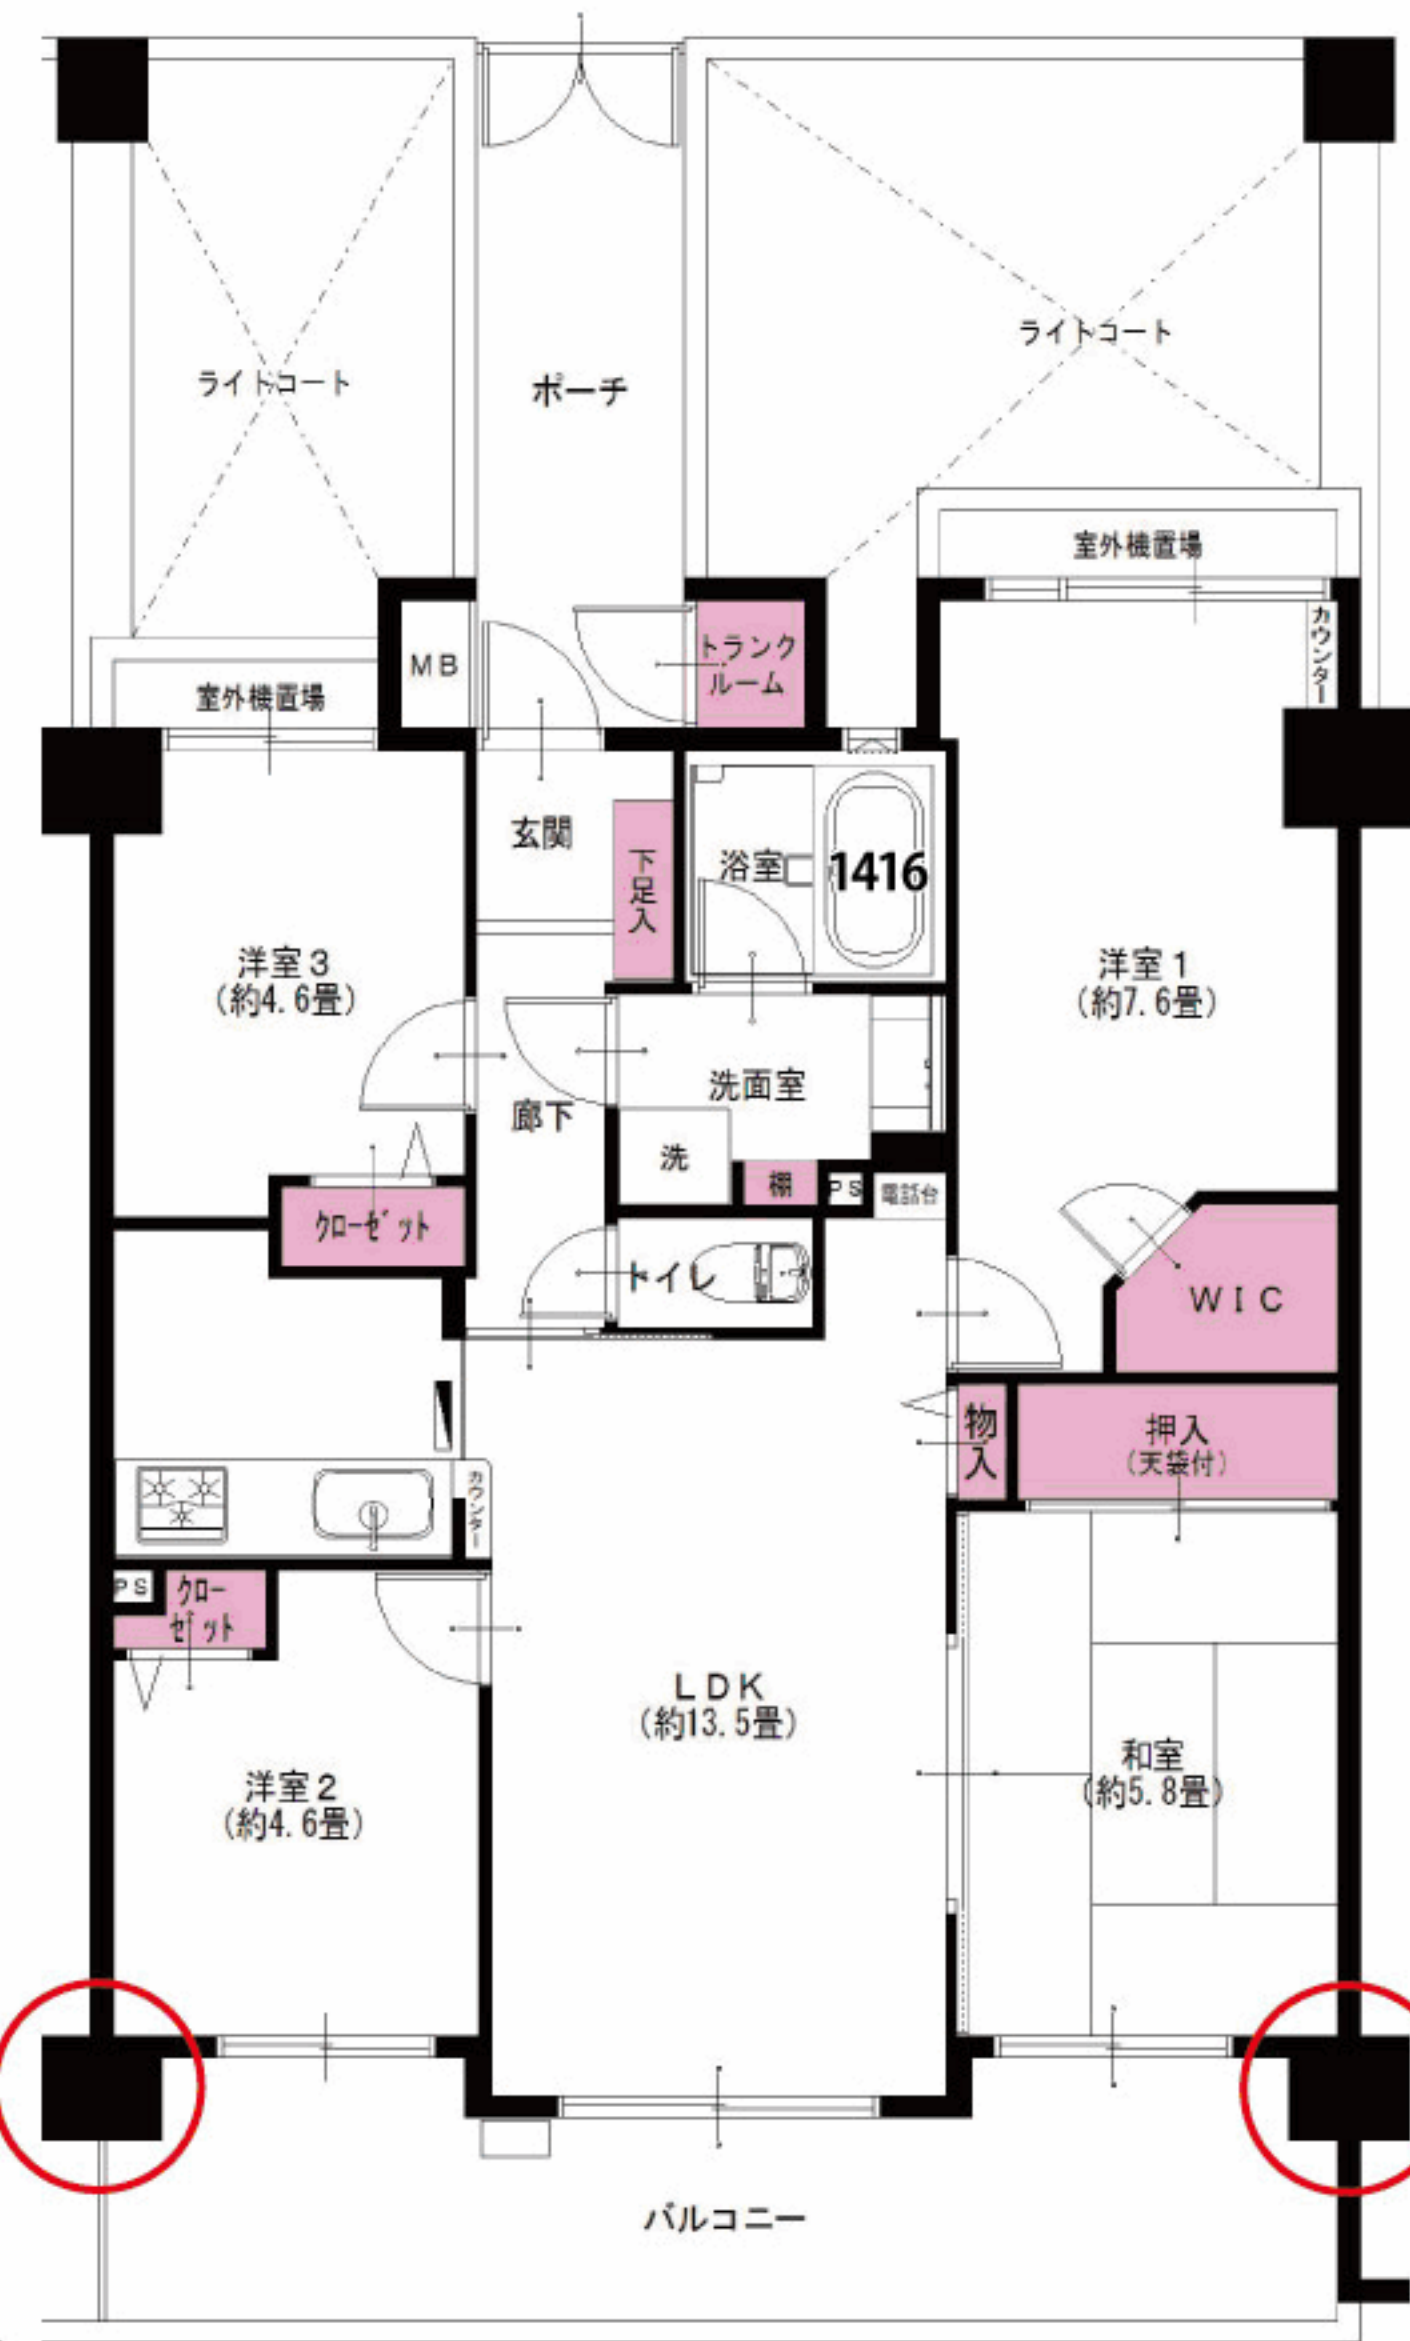 ライトコート
ポーチ
ライトコート
室外機置場
カウンター
MB
トランク
ルーム
室外機置場
玄関
下足入
浴室
1416
洋室3
(約4.6畳)
洋室1
(約7.6畳)
廊下
洗面室
洗
棚
PS
電話台
クローゼット
トイレ
WIC
物入
押入
(天袋付)
カウンター
PS
クロー
ゼット
LDK
(約13.5畳)
和室
(約5.8畳)
洋室2
(約4.6畳)
バルコニー